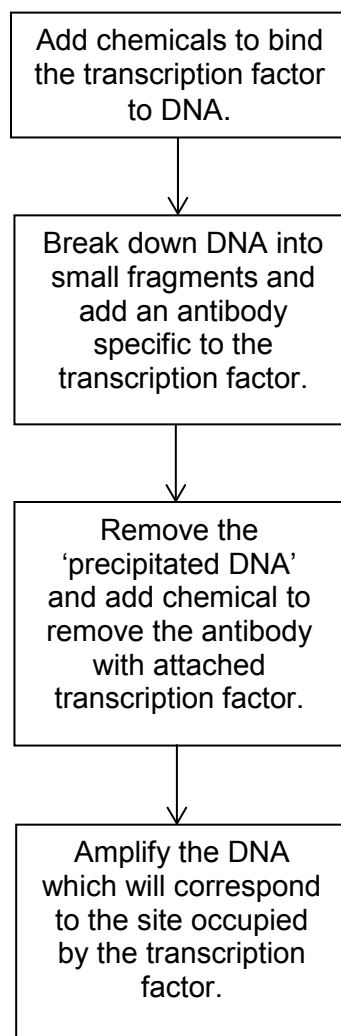 Add chemicals to bind
the transcription factor
to DNA.
Break down DNA into
small fragments and
add an antibody
specific to the
transcription factor.
Remove the
‘precipitated DNA’
and add chemical to
remove the antibody
with attached
transcription factor.
Amplify the DNA
which will correspond
to the site occupied
by the transcription
factor.